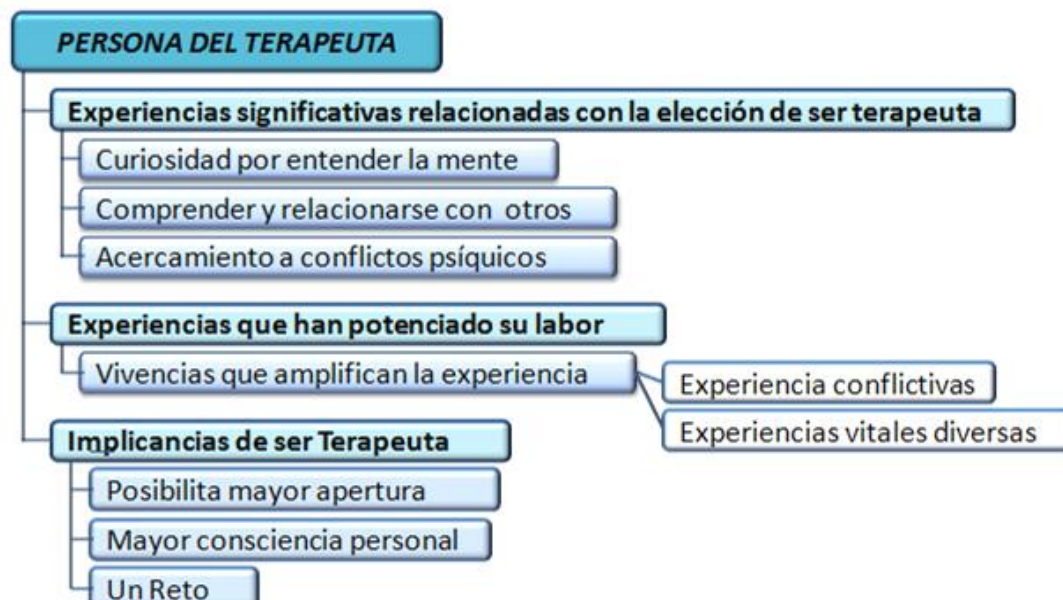 PERSONA DEL TERAPEUTA
Experiencias significativas relacionadas con la elección de ser terapeuta
Curiosidad por entender la mente
Comprender y relacionarse con otros
Acercamiento a conflictos psíquicos
Experiencias que han potenciado su labor
Vivencias que amplifican la experiencia
Experiencia conflictivas
Experiencias vitales diversas
Implicancias de ser Terapeuta
Posibilita mayor apertura
Mayor consciencia personal
Un Reto